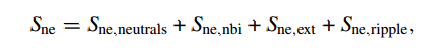 S_ne = S_ne,neutrals + S_ne,nbi + S_ne,ext + S_ne,ripple,